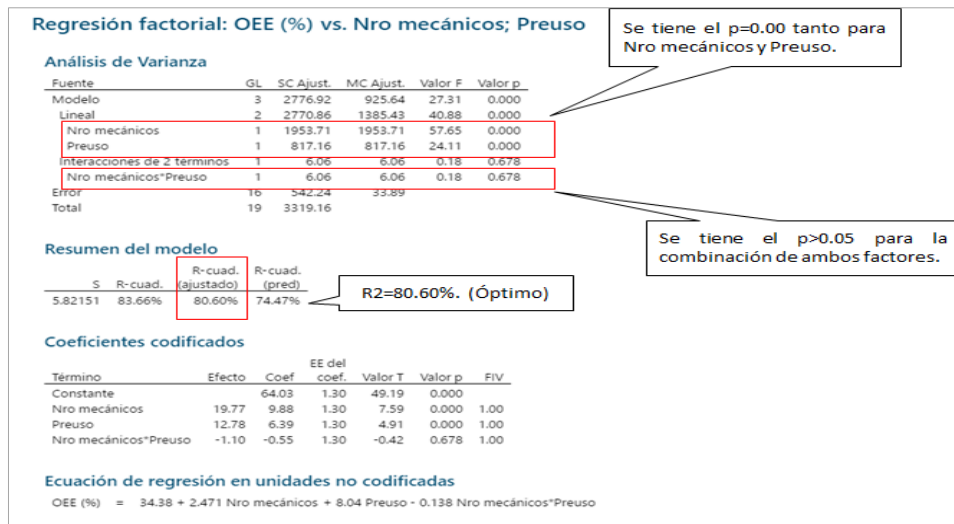 Regresión factorial: OEE (%) vs. Nro mecánicos; Preuso
Se tiene el p=0.00 tanto para
Nro mecánicos y Preuso.
Análisis de Varianza
Fuente GL SC Ajust. MC Ajust. Valor F Valor p
Modelo 3 2776.92 925.64 27.31 0.000
Lineal 2 2770.86 1385.43 40.88 0.000
Nro mecánicos 1 1953.71 1953.71 57.65 0.000
Preuso 1 817.16 817.16 24.11 0.000
Interacciones de 2 términos 1 6.06 6.06 0.18 0.678
Nro mecánicos*Preuso 1 6.06 6.06 0.18 0.678
Error 16 542.24 33.89
Total 19 3319.16
Se tiene el p>0.05 para la
combinación de ambos factores.
Resumen del modelo
R-cuad. R-cuad.
S R-cuad. (ajustado) (pred)
5.82151 83.66% 80.60% 74.47%
R2=80.60%. (Óptimo)
Coeficientes codificados
EE del
Término Efecto Coef coef. Valor T Valor p FIV
Constante 64.03 1.30 49.19 0.000
Nro mecánicos 19.77 9.88 1.30 7.59 0.000 1.00
Preuso 12.78 6.39 1.30 4.91 0.000 1.00
Nro mecánicos*Preuso -1.10 -0.55 1.30 -0.42 0.678 1.00
Ecuación de regresión en unidades no codificadas
OEE (%) = 34.38 + 2.471 Nro mecánicos + 8.04 Preuso - 0.138 Nro mecánicos*Preuso